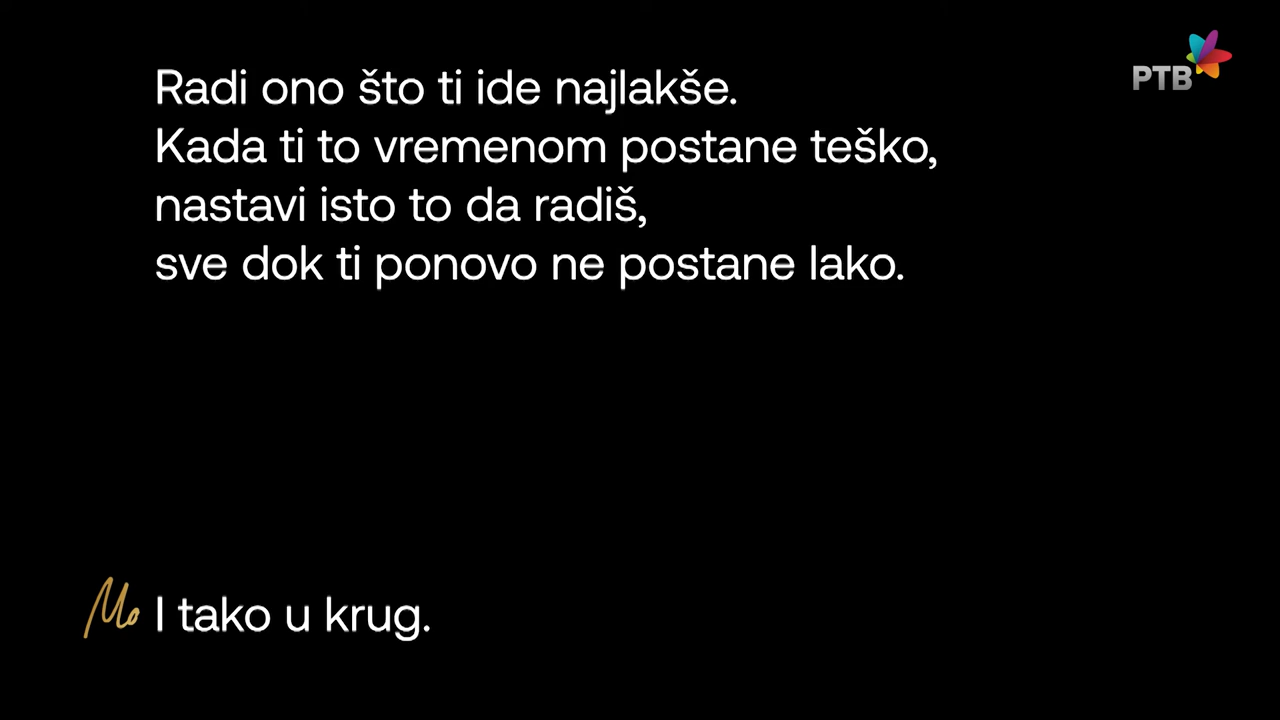 Radi ono što ti ide najlakše.
Kada ti to vremenom postane teško,
nastavi isto to da radiš,
sve dok ti ponovo ne postane lako.
РТВ
Mo
I tako u krug.